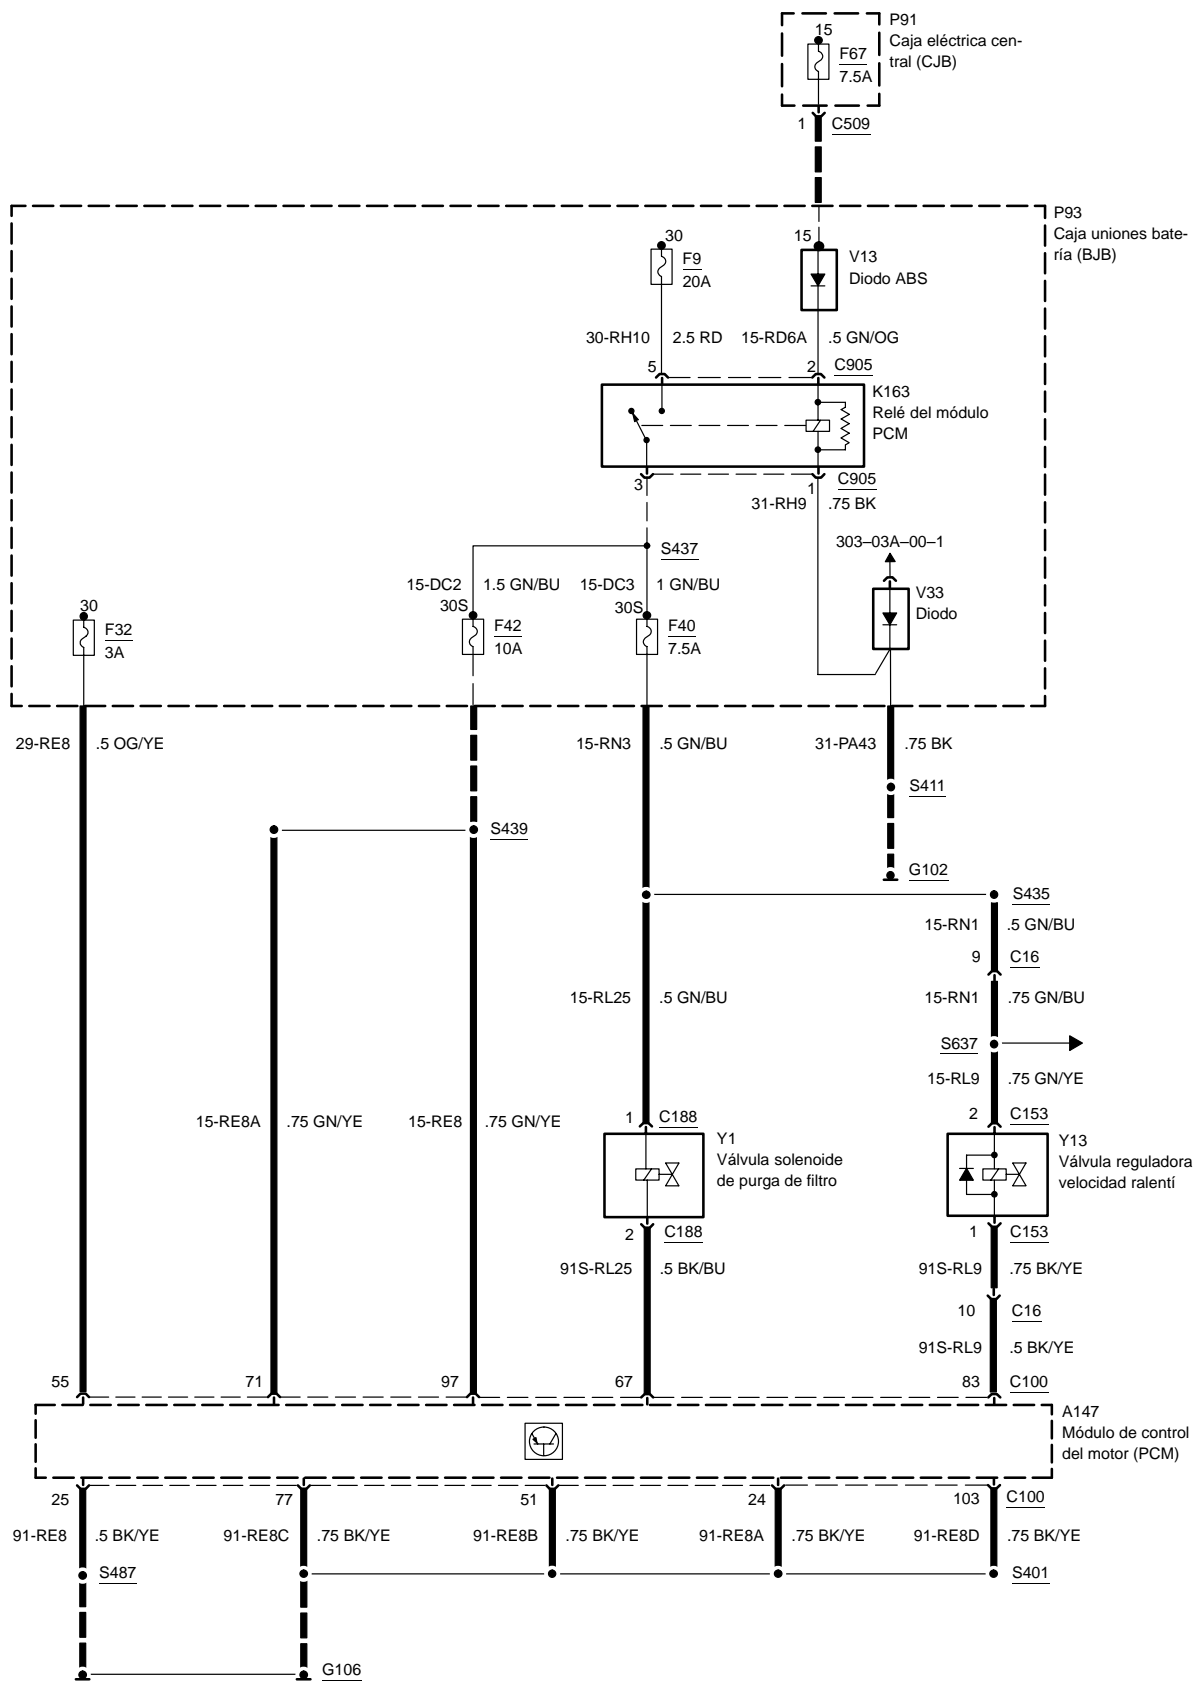 P91
15
Caja eléctrica cen-
F67
tral (CJB)
7.5A
1
C509
P93
30
15
Caja uniones bate-
V13
ría (BJB)
F9
Diodo ABS
20A
30-RH10
2.5 RD
15-RD6A
.5 GN/OG
5
2
C905
K163
Relé del módulo
PCM
3
1
C905
31-RH9
.75 BK
303–03A–00–1
S437
15-DC2
1.5 GN/BU
15-DC3
1 GN/BU
V33
30
30S
30S
Diodo
F32
F42
F40
3A
10A
7.5A
29-RE8
.5 OG/YE
15-RN3
.5 GN/BU
31-PA43
.75 BK
S411
S439
G102
S435
15-RN1
.5 GN/BU
9
C16
15-RL25
.5 GN/BU
15-RN1
.75 GN/BU
S637
15-RL9
.75 GN/YE
15-RE8A
.75 GN/YE
15-RE8
.75 GN/YE
1
C188
2
C153
Y1
Y13
Válvula solenoide
Válvula reguladora
de purga de filtro
velocidad ralentí
2
C188
1
C153
91S-RL25
.5 BK/BU
91S-RL9
.75 BK/YE
10
C16
91S-RL9
.5 BK/YE
55
71
97
67
83
C100
A147
Módulo de control
del motor (PCM)
25
77
51
24
103
C100
91-RE8
.5 BK/YE
91-RE8C
.75 BK/YE
91-RE8B
.75 BK/YE
91-RE8A
.75 BK/YE
91-RE8D
.75 BK/YE
S487
S401
G106